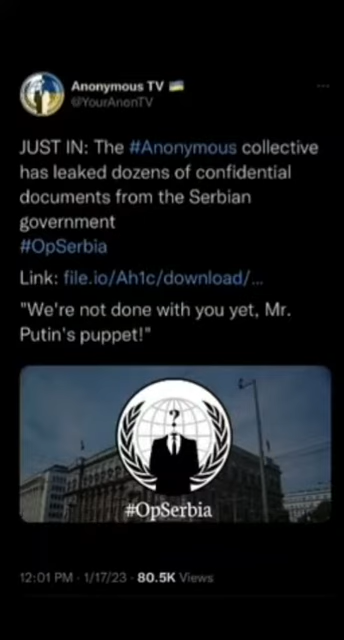 Anonymous TV
@YourAnonTV
JUST IN: The #Anonymous collective
has leaked dozens of confidential
documents from the Serbian
government
#OpSerbia
Link: file.io/Ah1c/download/...
"We're not done with you yet, Mr.
Putin's puppet!"
?
#OpSerbia
12:01 PM · 1/17/23 · 80.5K Views